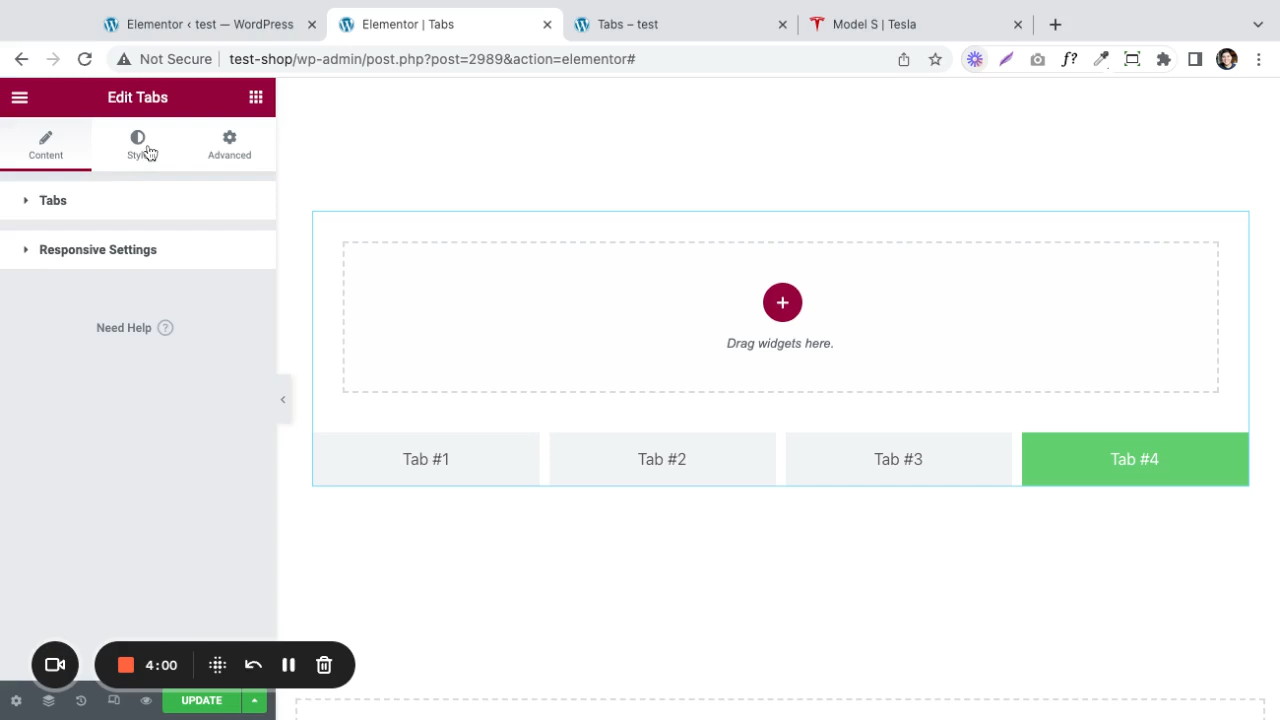 Elementor ‹ test — WordPress
Elementor | Tabs
Tabs – test
Model S | Tesla
Not Secure
test-shop/wp-admin/post.php?post=2989&action=elementor#
f?
Edit Tabs
Content
Style
Advanced
Tabs
Responsive Settings
Need Help ?
Drag widgets here.
Tab #1
Tab #2
Tab #3
Tab #4
4:00
UPDATE